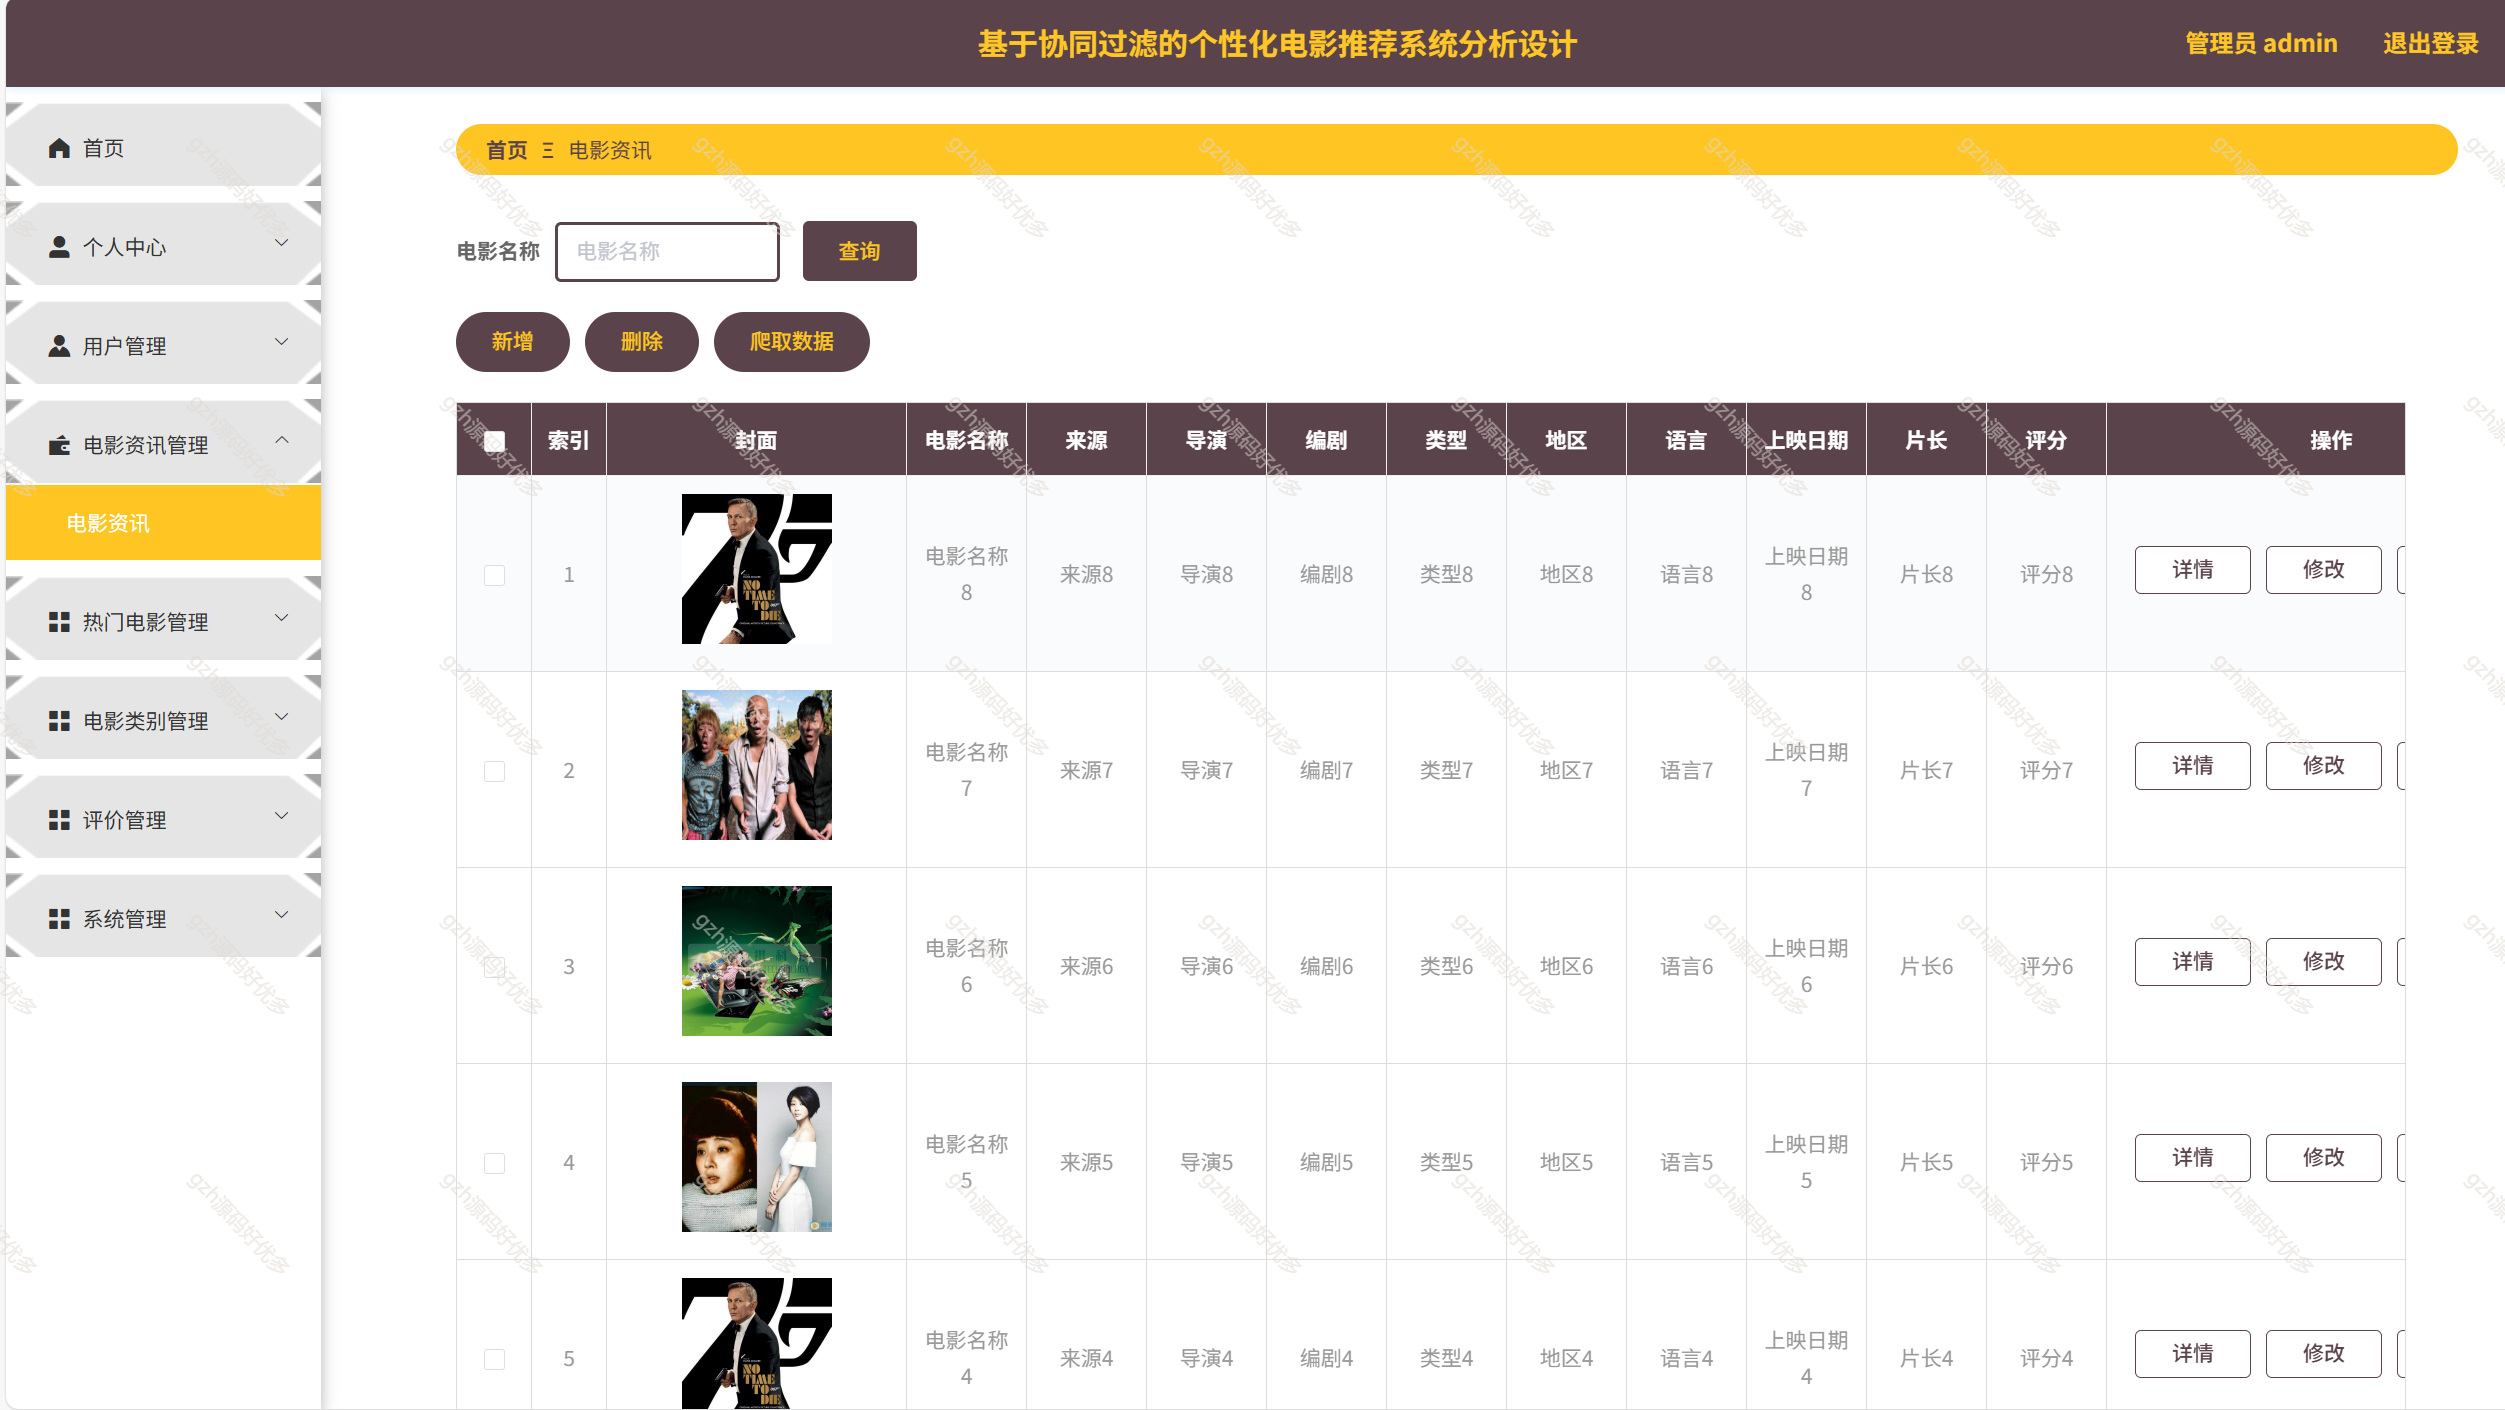 基于协同过滤的个性化电影推荐系统分析设计
管理员 admin
退出登录
首页
个人中心
用户管理
电影资讯管理
电影资讯
热门电影管理
电影类别管理
评价管理
系统管理
首页 Ξ 电影资讯
电影名称 电影名称 查询
新增 删除 爬取数据
索引 封面 电影名称 来源 导演 编剧 类型 地区 语言 上映日期 片长 评分 操作
1 NO TIME TO DIE 电影名称8 来源8 导演8 编剧8 类型8 地区8 语言8 上映日期8 片长8 评分8 详情 修改
2 电影名称7 来源7 导演7 编剧7 类型7 地区7 语言7 上映日期7 片长7 评分7 详情 修改
3 电影名称6 来源6 导演6 编剧6 类型6 地区6 语言6 上映日期6 片长6 评分6 详情 修改
4 电影名称5 来源5 导演5 编剧5 类型5 地区5 语言5 上映日期5 片长5 评分5 详情 修改
5 NO TIME TO DIE 电影名称4 来源4 导演4 编剧4 类型4 地区4 语言4 上映日期4 片长4 评分4 详情 修改
gzh源码好优多